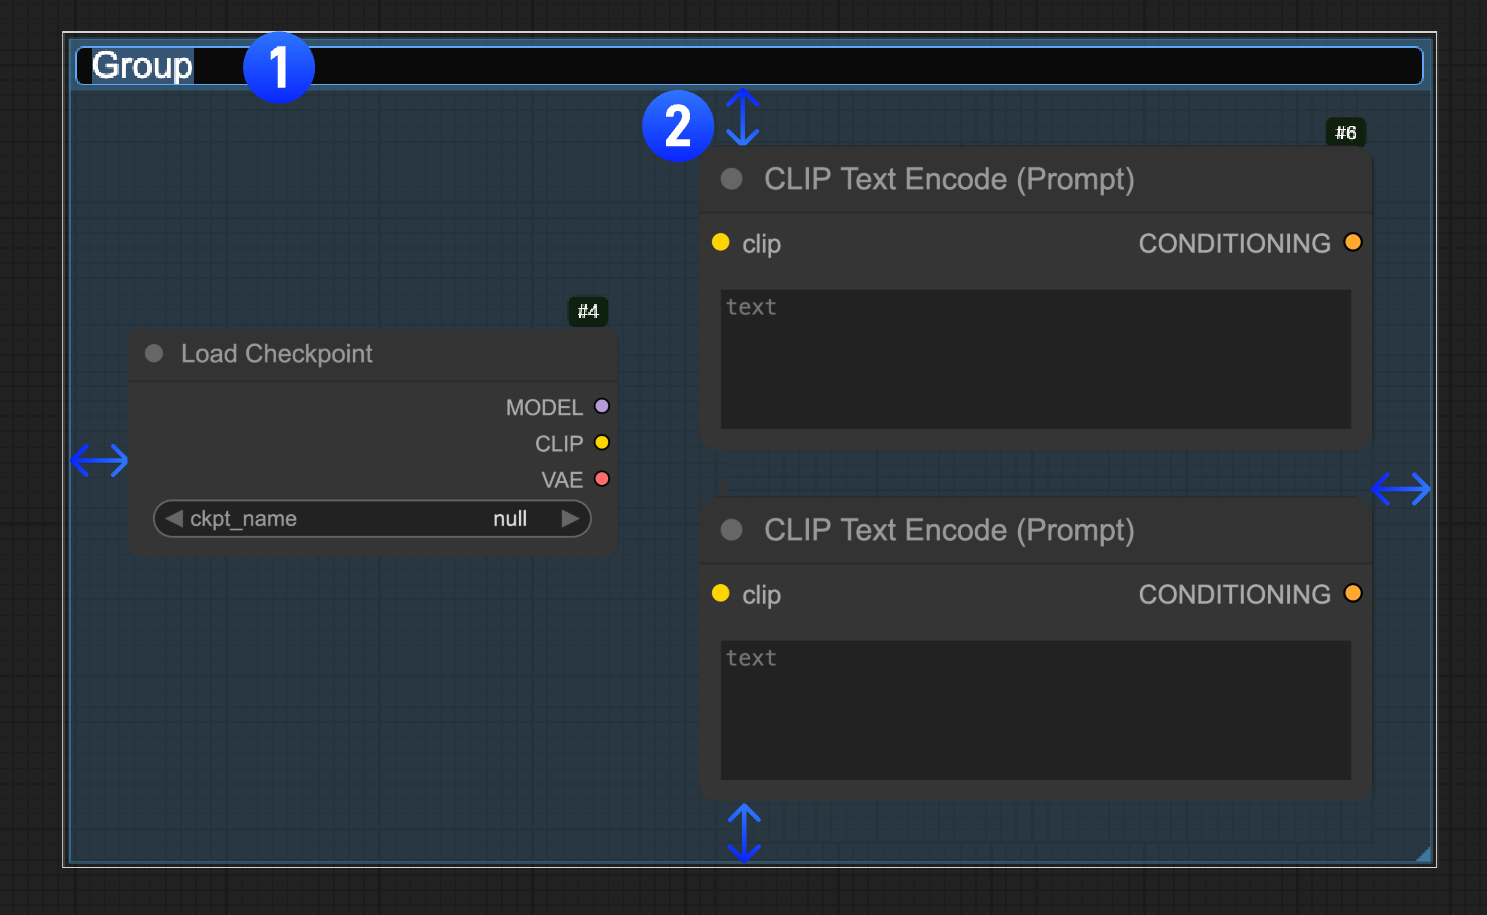 Group
1
2
#6
CLIP Text Encode (Prompt)
clip
CONDITIONING
text
#4
Load Checkpoint
MODEL
CLIP
VAE
ckpt_name null
CLIP Text Encode (Prompt)
clip
CONDITIONING
text